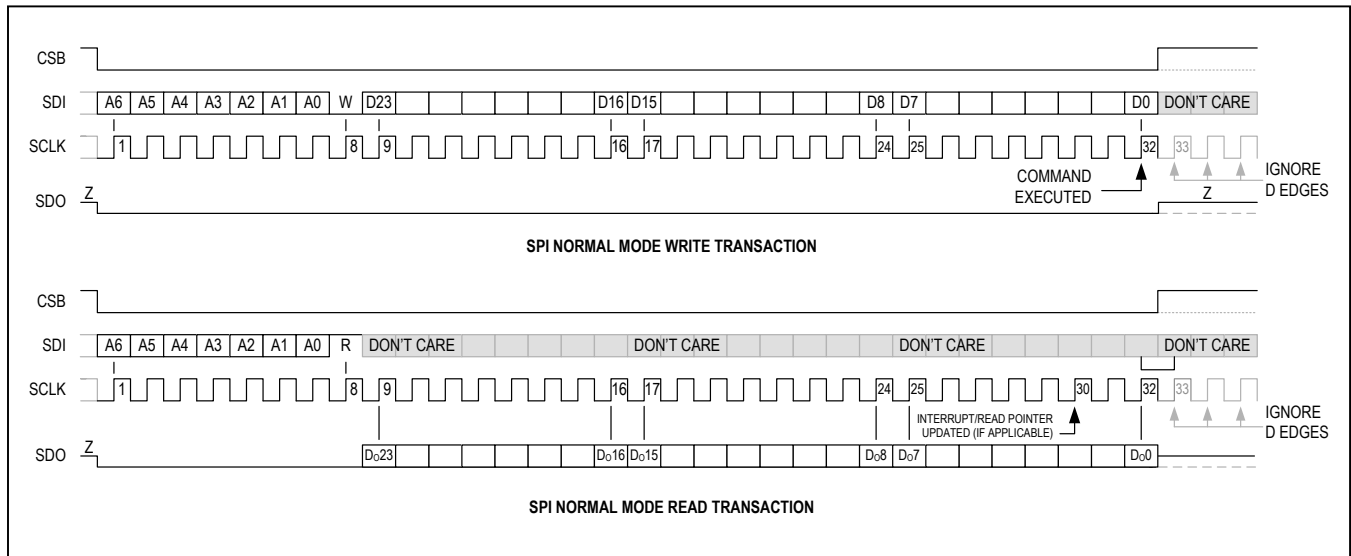 CSB
SDI A6 A5 A4 A3 A2 A1 A0 W D23 D16 D15 D8 D7 D0 DON'T CARE
SCLK 1 8 9 16 17 24 25 32 33
COMMAND
EXECUTED
IGNORE
D EDGES
SDO Z Z
SPI NORMAL MODE WRITE TRANSACTION
CSB
SDI A6 A5 A4 A3 A2 A1 A0 R DON'T CARE DON'T CARE DON'T CARE DON'T CARE
SCLK 1 8 9 16 17 24 25 30 32 33
INTERRUPT/READ POINTER
UPDATED (IF APPLICABLE)
IGNORE
D EDGES
SDO Z Do23 Do16 Do15 Do8 Do7 Do0
SPI NORMAL MODE READ TRANSACTION